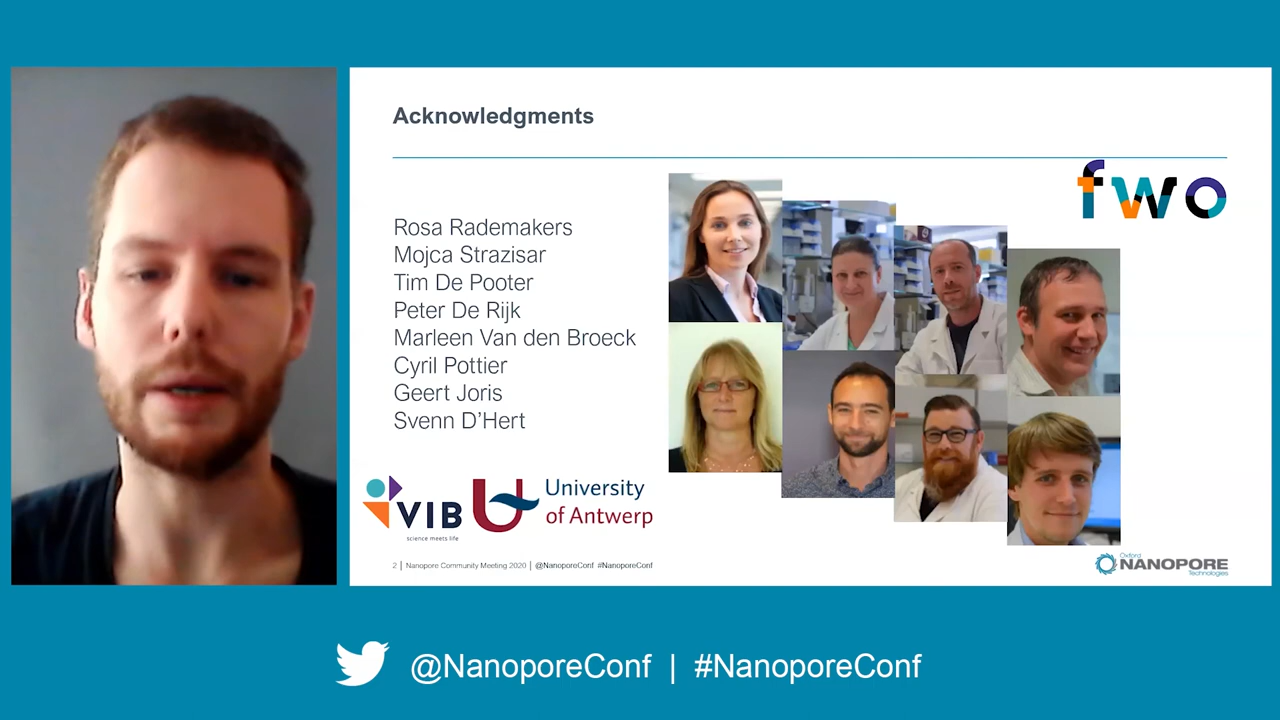 Acknowledgments
fwo
Rosa Rademakers
Mojca Strazisar
Tim De Pooter
Peter De Rijk
Marleen Van den Broeck
Cyril Pottier
Geert Joris
Svenn D'Hert
VIB
science meets life
University
of Antwerp
2 | Nanopore Community Meeting 2020 | @NanoporeConf #NanoporeConf
Oxford
NANOPORE
Technologies
@NanoporeConf | #NanoporeConf